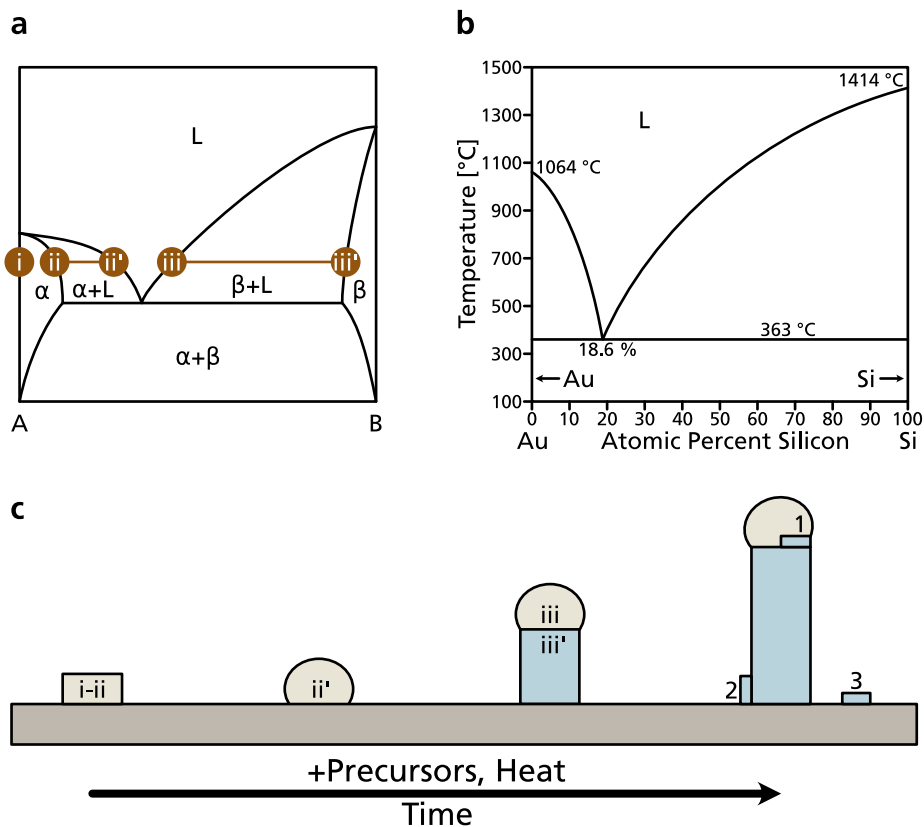 a
L
i
ii
ii'
iii
iii'
α
α+L
β+L
β
α+β
A
B
b
1500
1300
1100
900
700
500
300
100
Temperature [°C]
1414 °C
L
1064 °C
363 °C
18.6 %
Au
Si
0
10
20
30
40
50
60
70
80
90
100
Au
Atomic Percent Silicon
Si
c
1
iii
iii'
i-ii
ii'
2
3
+Precursors, Heat
Time